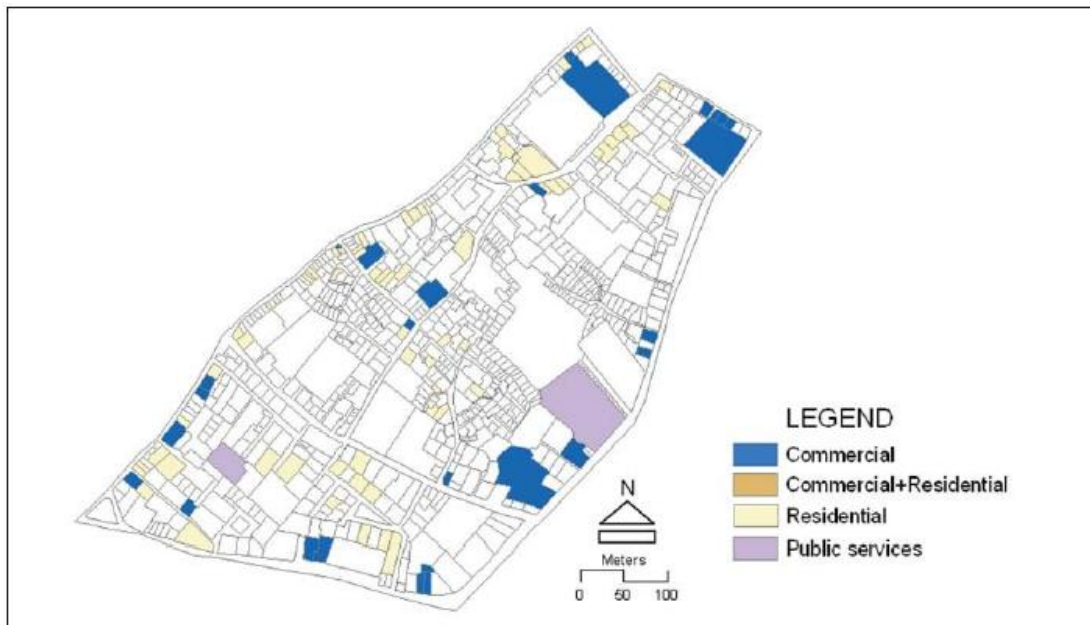 LEGEND
Commercial
Commercial+Residential
Residential
Public services
N
Meters
0 50 100